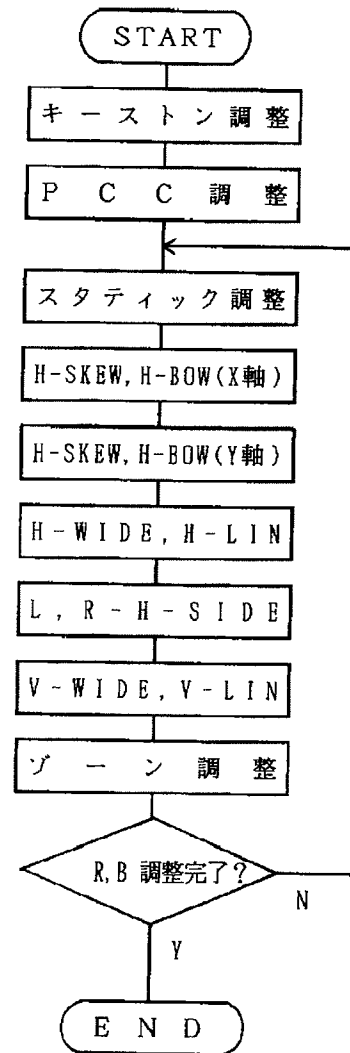 START
キーストン調整
PCC調整
スタティック調整
H-SKEW,H-BOW(X軸)
H-SKEW,H-BOW(Y軸)
H-WIDE,H-LIN
L,R-H-SIDE
V-WIDE,V-LIN
ゾーン調整
R,B 調整完了?
N
Y
END